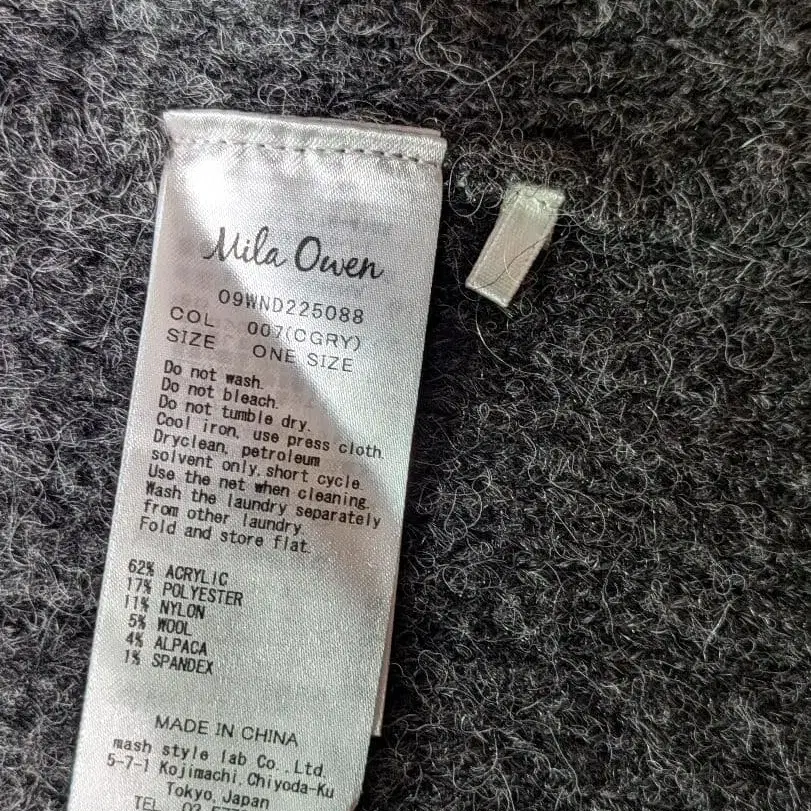 Mila Owen
09WND225088
COL 007(CGRY)
SIZE ONE SIZE
Do not wash.
Do not bleach.
Do not tumble dry.
Cool iron, use press cloth.
Dryclean, petroleum
solvent only, short cycle.
Use the net when cleaning.
Wash the laundry separately
from other laundry.
Fold and store flat.
62% ACRYLIC
17% POLYESTER
11% NYLON
5% WOOL
4% ALPACA
1% SPANDEX
MADE IN CHINA
mash style lab Co.,Ltd.
5-7-1 Kojimachi,Chiyoda-Ku
Tokyo,Japan
TEL 03